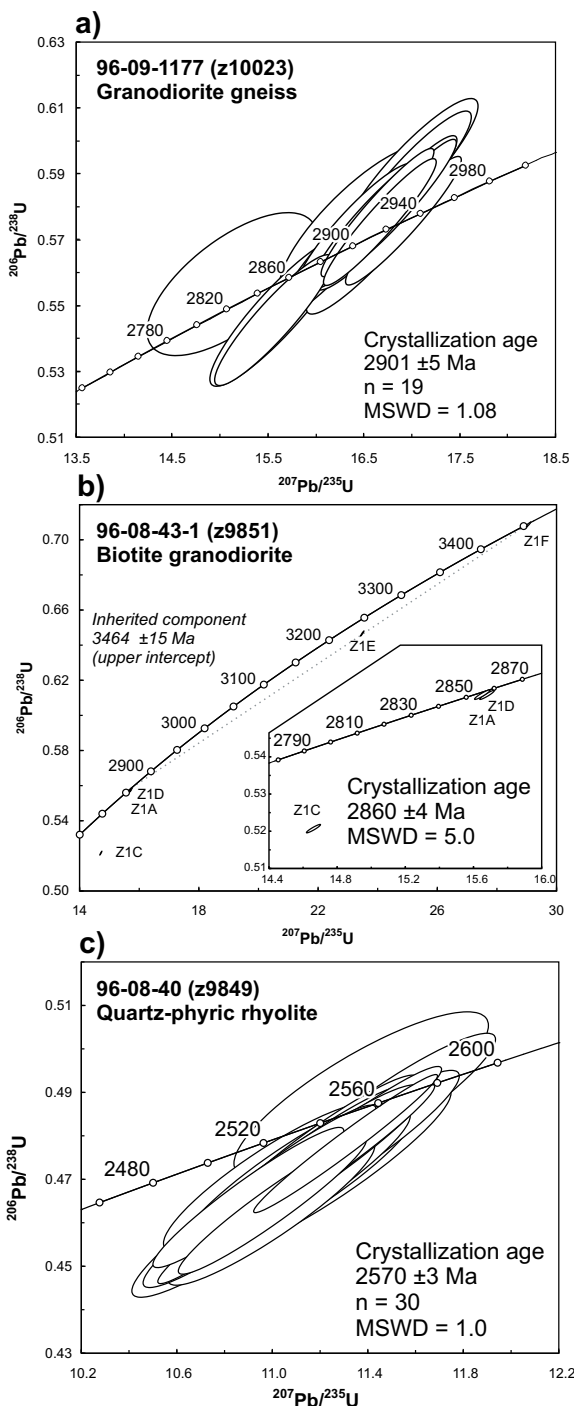 a)
96-09-1177 (z10023)
Granodiorite gneiss
0.63
0.61
0.59
0.57
0.55
0.53
0.51
206Pb/238U
2780
2820
2860
2900
2940
2980
Crystallization age
2901 ±5 Ma
n = 19
MSWD = 1.08
13.5
14.5
15.5
16.5
17.5
18.5
207Pb/235U
b)
96-08-43-1 (z9851)
Biotite granodiorite
0.70
0.66
0.62
0.58
0.54
0.50
206Pb/238U
Inherited component
3464 ±15 Ma
(upper intercept)
2900
3000
3100
3200
3300
3400
Z1F
Z1E
Z1D
Z1A
Z1C
0.54
0.53
0.52
0.51
2790
2810
2830
2850
2870
Z1D
Z1A
Z1C
Crystallization age
2860 ±4 Ma
MSWD = 5.0
14.4
14.8
15.2
15.6
16.0
14
18
22
26
30
207Pb/235U
c)
96-08-40 (z9849)
Quartz-phyric rhyolite
0.51
0.49
0.47
0.45
0.43
206Pb/238U
2480
2520
2560
2600
Crystallization age
2570 ±3 Ma
n = 30
MSWD = 1.0
10.2
10.6
11.0
11.4
11.8
12.2
207Pb/235U